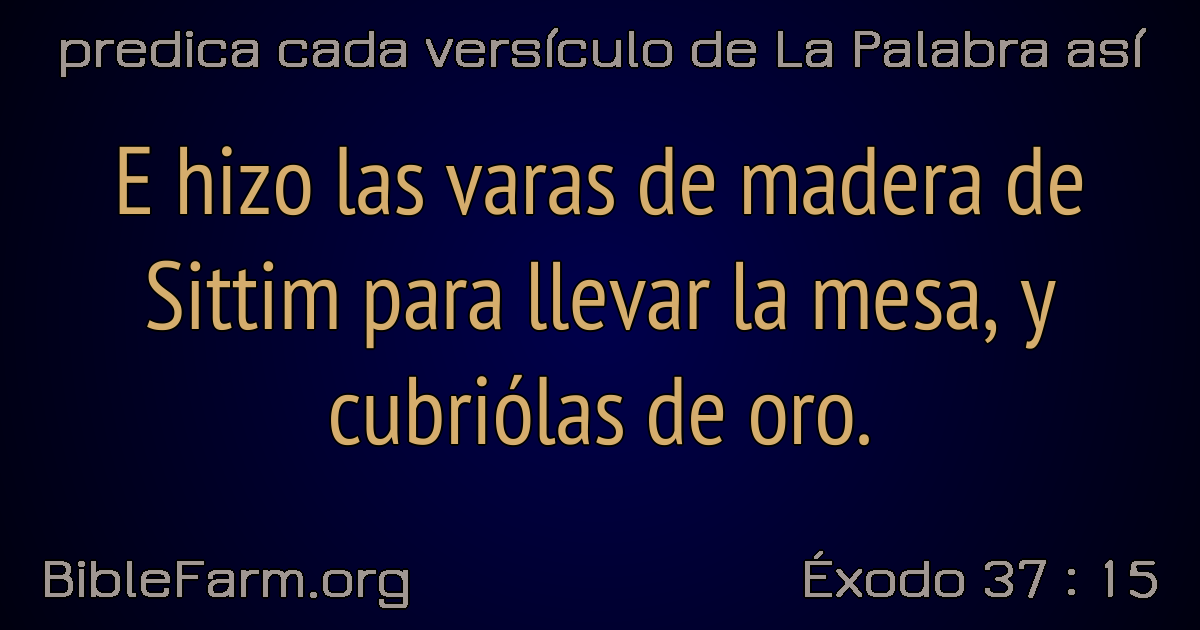 predica cada versículo de La Palabra así
E hizo las varas de madera de
Sittim para llevar la mesa, y
cubriólas de oro.
BibleFarm.org
Éxodo 37 : 15